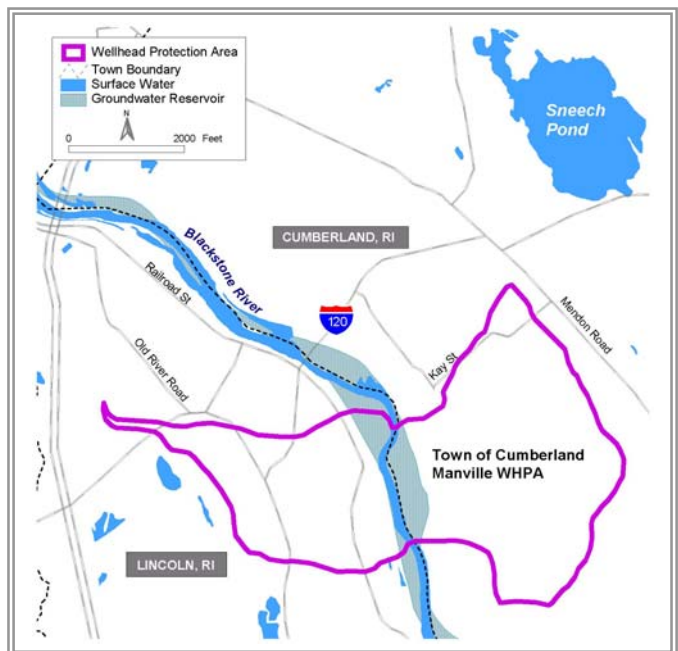 Wellhead Protection Area
Town Boundary
Surface Water
Groundwater Reservoir
N
0 2000 Feet
Sneech
Pond
Blackstone River
CUMBERLAND, RI
Railroad St
120
Mendon Road
Kay St
Old River Road
Town of Cumberland
Manville WHPA
LINCOLN, RI